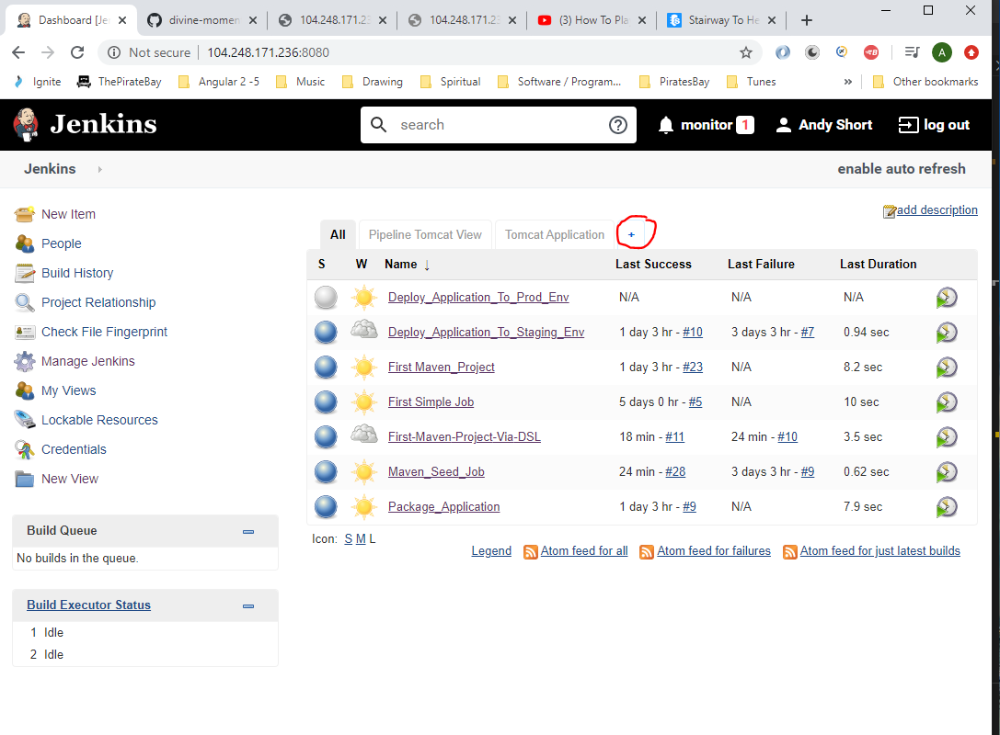 Dashboard [Je
divine-momen
104.248.171.23
104.248.171.23
(3) How To Pla
Stairway To He
Not secure
104.248.171.236:8080
A
Ignite
ThePirateBay
Angular 2 -5
Music
Drawing
Spiritual
Software / Program...
PiratesBay
Tunes
»
Other bookmarks
Jenkins
search
monitor 1
Andy Short
log out
Jenkins
enable auto refresh
New Item
People
Build History
Project Relationship
Check File Fingerprint
Manage Jenkins
My Views
Lockable Resources
Credentials
New View
Build Queue
No builds in the queue.
Build Executor Status
1 Idle
2 Idle
add description
All Pipeline Tomcat View Tomcat Application +
S W Name ↓ Last Success Last Failure Last Duration
Deploy_Application_To_Prod_Env N/A N/A N/A
Deploy_Application_To_Staging_Env 1 day 3 hr - #10 3 days 3 hr - #7 0.94 sec
First Maven_Project 1 day 3 hr - #23 N/A 8.2 sec
First Simple Job 5 days 0 hr - #5 N/A 10 sec
First-Maven-Project-Via-DSL 18 min - #11 24 min - #10 3.5 sec
Maven_Seed_Job 24 min - #28 3 days 3 hr - #9 0.62 sec
Package_Application 1 day 3 hr - #9 N/A 7.9 sec
Icon: S M L
Legend Atom feed for all Atom feed for failures Atom feed for just latest builds